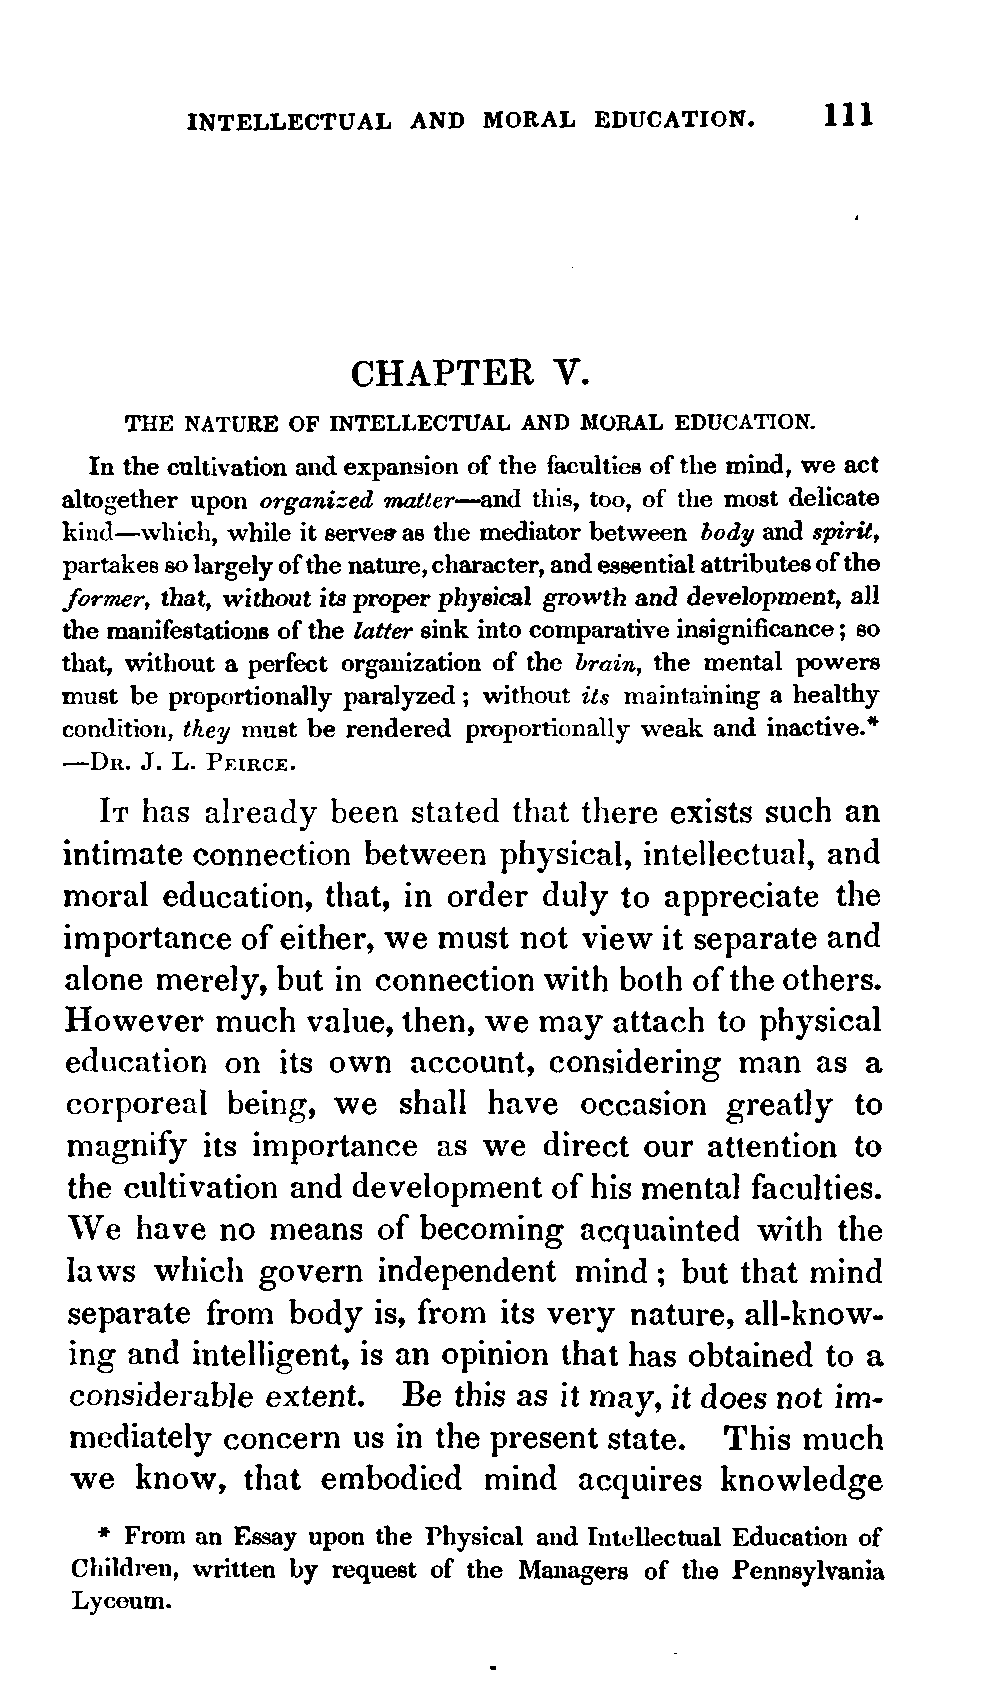 INTELLECTUAL AND MORAL EDUCATION. 111
CHAPTER V.
THE NATURE OF INTELLECTUAL AND MORAL EDUCATION.
In the cultivation and expansion of the faculties of the mind, we act
altogether upon organized matter—and this, too, of the most delicate
kind—which, while it serves as the mediator between body and spirit,
partakes so largely of the nature, character, and essential attributes of the
former, that, without its proper physical growth and development, all
the manifestations of the latter sink into comparative insignificance; so
that, without a perfect organization of the brain, the mental powers
must be proportionally paralyzed; without its maintaining a healthy
condition, they must be rendered proportionally weak and inactive.*
—DR. J. L. PEIRCE.
IT has already been stated that there exists such an
intimate connection between physical, intellectual, and
moral education, that, in order duly to appreciate the
importance of either, we must not view it separate and
alone merely, but in connection with both of the others.
However much value, then, we may attach to physical
education on its own account, considering man as a
corporeal being, we shall have occasion greatly to
magnify its importance as we direct our attention to
the cultivation and development of his mental faculties.
We have no means of becoming acquainted with the
laws which govern independent mind; but that mind
separate from body is, from its very nature, all-know-
ing and intelligent, is an opinion that has obtained to a
considerable extent. Be this as it may, it does not im-
mediately concern us in the present state. This much
we know, that embodied mind acquires knowledge
* From an Essay upon the Physical and Intellectual Education of
Children, written by request of the Managers of the Pennsylvania
Lyceum.